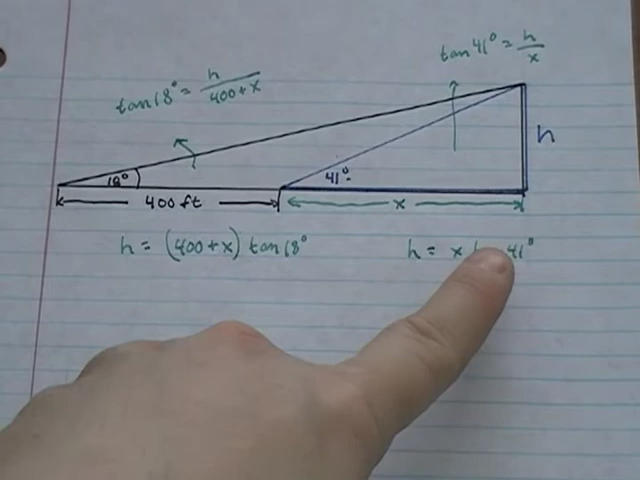 tan 41° = h/x
tan 18° = h/400+x
h
18°
41°
400 ft
x
h = (400+x) tan 18°
h = x 41°